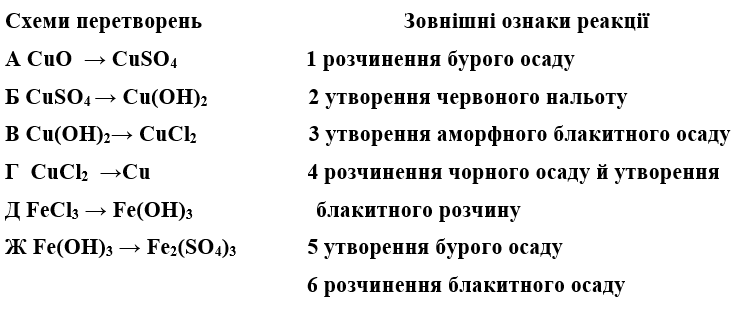 Схеми перетворень Зовнішні ознаки реакції
А CuO → CuSO₄ 1 розчинення бурого осаду
Б CuSO₄ → Cu(OH)₂ 2 утворення червоного нальоту
В Cu(OH)₂→ CuCl₂ 3 утворення аморфного блакитного осаду
Г CuCl₂ →Cu 4 розчинення чорного осаду й утворення
Д FeCl₃ → Fe(OH)₃ блакитного розчину
Ж Fe(OH)₃ → Fe₂(SO₄)₃ 5 утворення бурого осаду
6 розчинення блакитного осаду